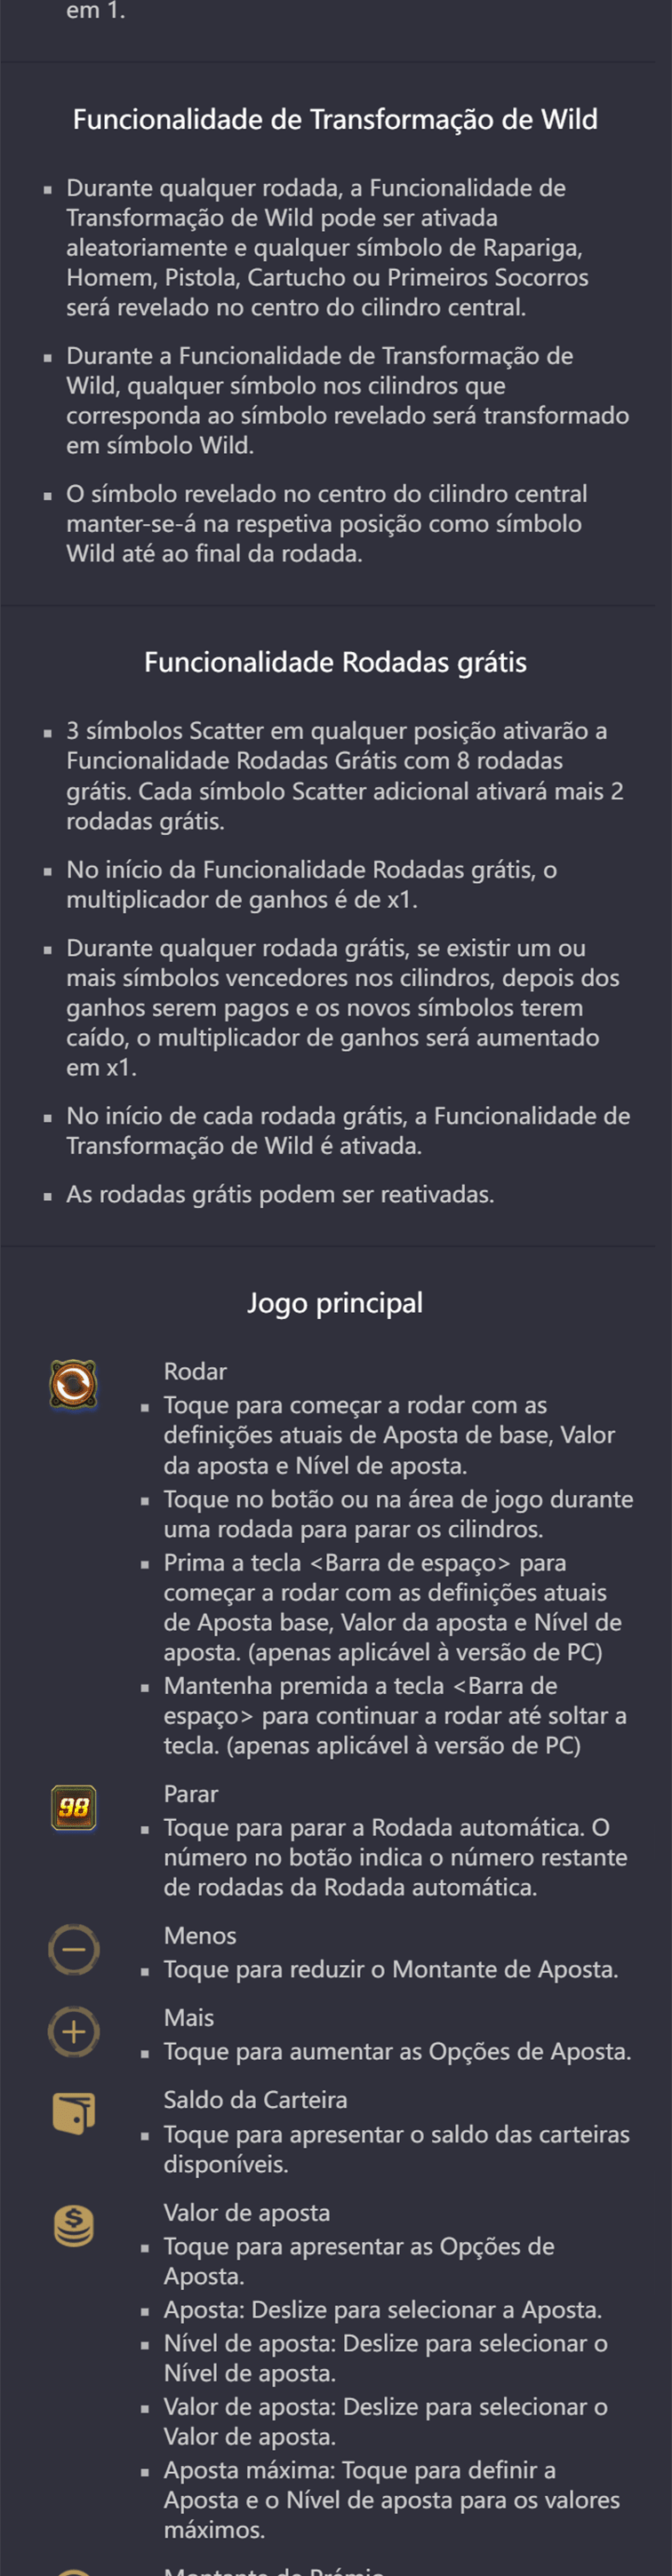 em 1.
Funcionalidade de Transformação de Wild
▪ Durante qualquer rodada, a Funcionalidade de
Transformação de Wild pode ser ativada
aleatoriamente e qualquer símbolo de Rapariga,
Homem, Pistola, Cartucho ou Primeiros Socorros
será revelado no centro do cilindro central.
▪ Durante a Funcionalidade de Transformação de
Wild, qualquer símbolo nos cilindros que
corresponda ao símbolo revelado será transformado
em símbolo Wild.
▪ O símbolo revelado no centro do cilindro central
manter-se-á na respetiva posição como símbolo
Wild até ao final da rodada.
Funcionalidade Rodadas grátis
▪ 3 símbolos Scatter em qualquer posição ativarão a
Funcionalidade Rodadas Grátis com 8 rodadas
grátis. Cada símbolo Scatter adicional ativará mais 2
rodadas grátis.
▪ No início da Funcionalidade Rodadas grátis, o
multiplicador de ganhos é de x1.
▪ Durante qualquer rodada grátis, se existir um ou
mais símbolos vencedores nos cilindros, depois dos
ganhos serem pagos e os novos símbolos terem
caído, o multiplicador de ganhos será aumentado
em x1.
▪ No início de cada rodada grátis, a Funcionalidade de
Transformação de Wild é ativada.
▪ As rodadas grátis podem ser reativadas.
Jogo principal
Rodar
▪ Toque para começar a rodar com as
definições atuais de Aposta de base, Valor
da aposta e Nível de aposta.
▪ Toque no botão ou na área de jogo durante
uma rodada para parar os cilindros.
▪ Prima a tecla <Barra de espaço> para
começar a rodar com as definições atuais
de Aposta base, Valor da aposta e Nível de
aposta. (apenas aplicável à versão de PC)
▪ Mantenha premida a tecla <Barra de
espaço> para continuar a rodar até soltar a
tecla. (apenas aplicável à versão de PC)
98
Parar
▪ Toque para parar a Rodada automática. O
número no botão indica o número restante
de rodadas da Rodada automática.
Menos
▪ Toque para reduzir o Montante de Aposta.
Mais
▪ Toque para aumentar as Opções de Aposta.
Saldo da Carteira
▪ Toque para apresentar o saldo das carteiras
disponíveis.
Valor de aposta
▪ Toque para apresentar as Opções de
Aposta.
▪ Aposta: Deslize para selecionar a Aposta.
▪ Nível de aposta: Deslize para selecionar o
Nível de aposta.
▪ Valor de aposta: Deslize para selecionar o
Valor de aposta.
▪ Aposta máxima: Toque para definir a
Aposta e o Nível de aposta para os valores
máximos.